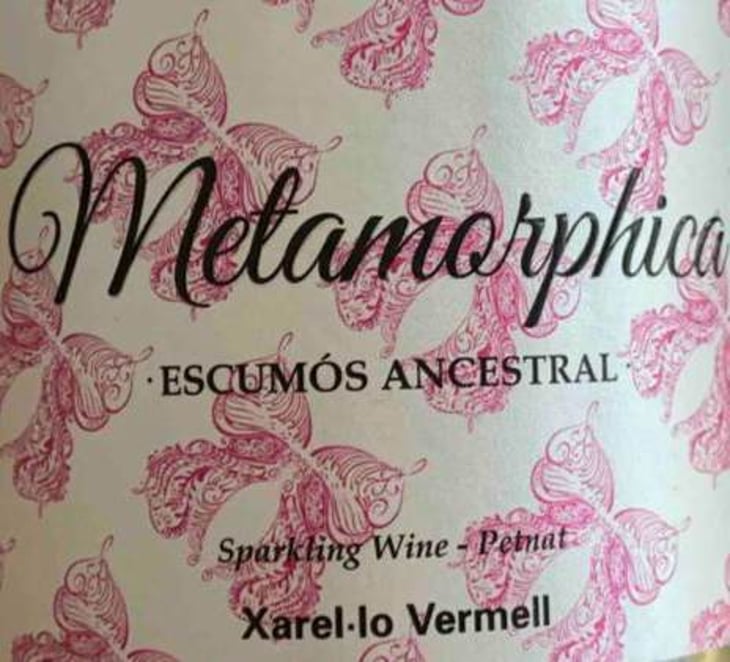 Metamorphica
· ESCUMÓS ANCESTRAL ·
Sparkling Wine - Petnat
Xarel·lo Vermell